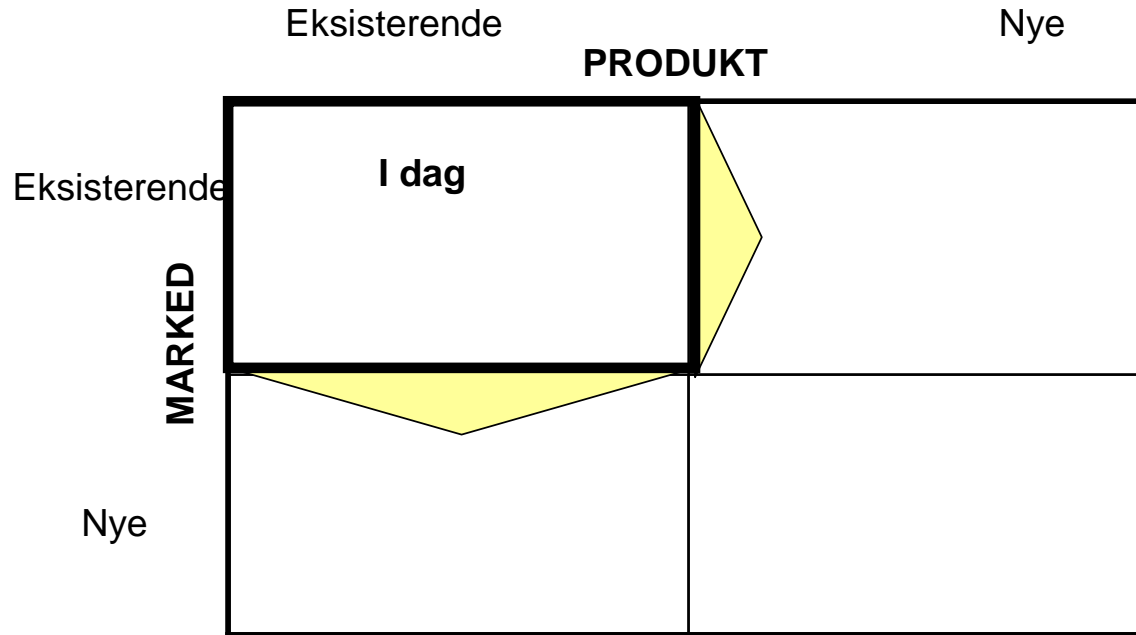 Eksisterende Nye
PRODUKT
I dag
Eksisterende
MARKED
Nye